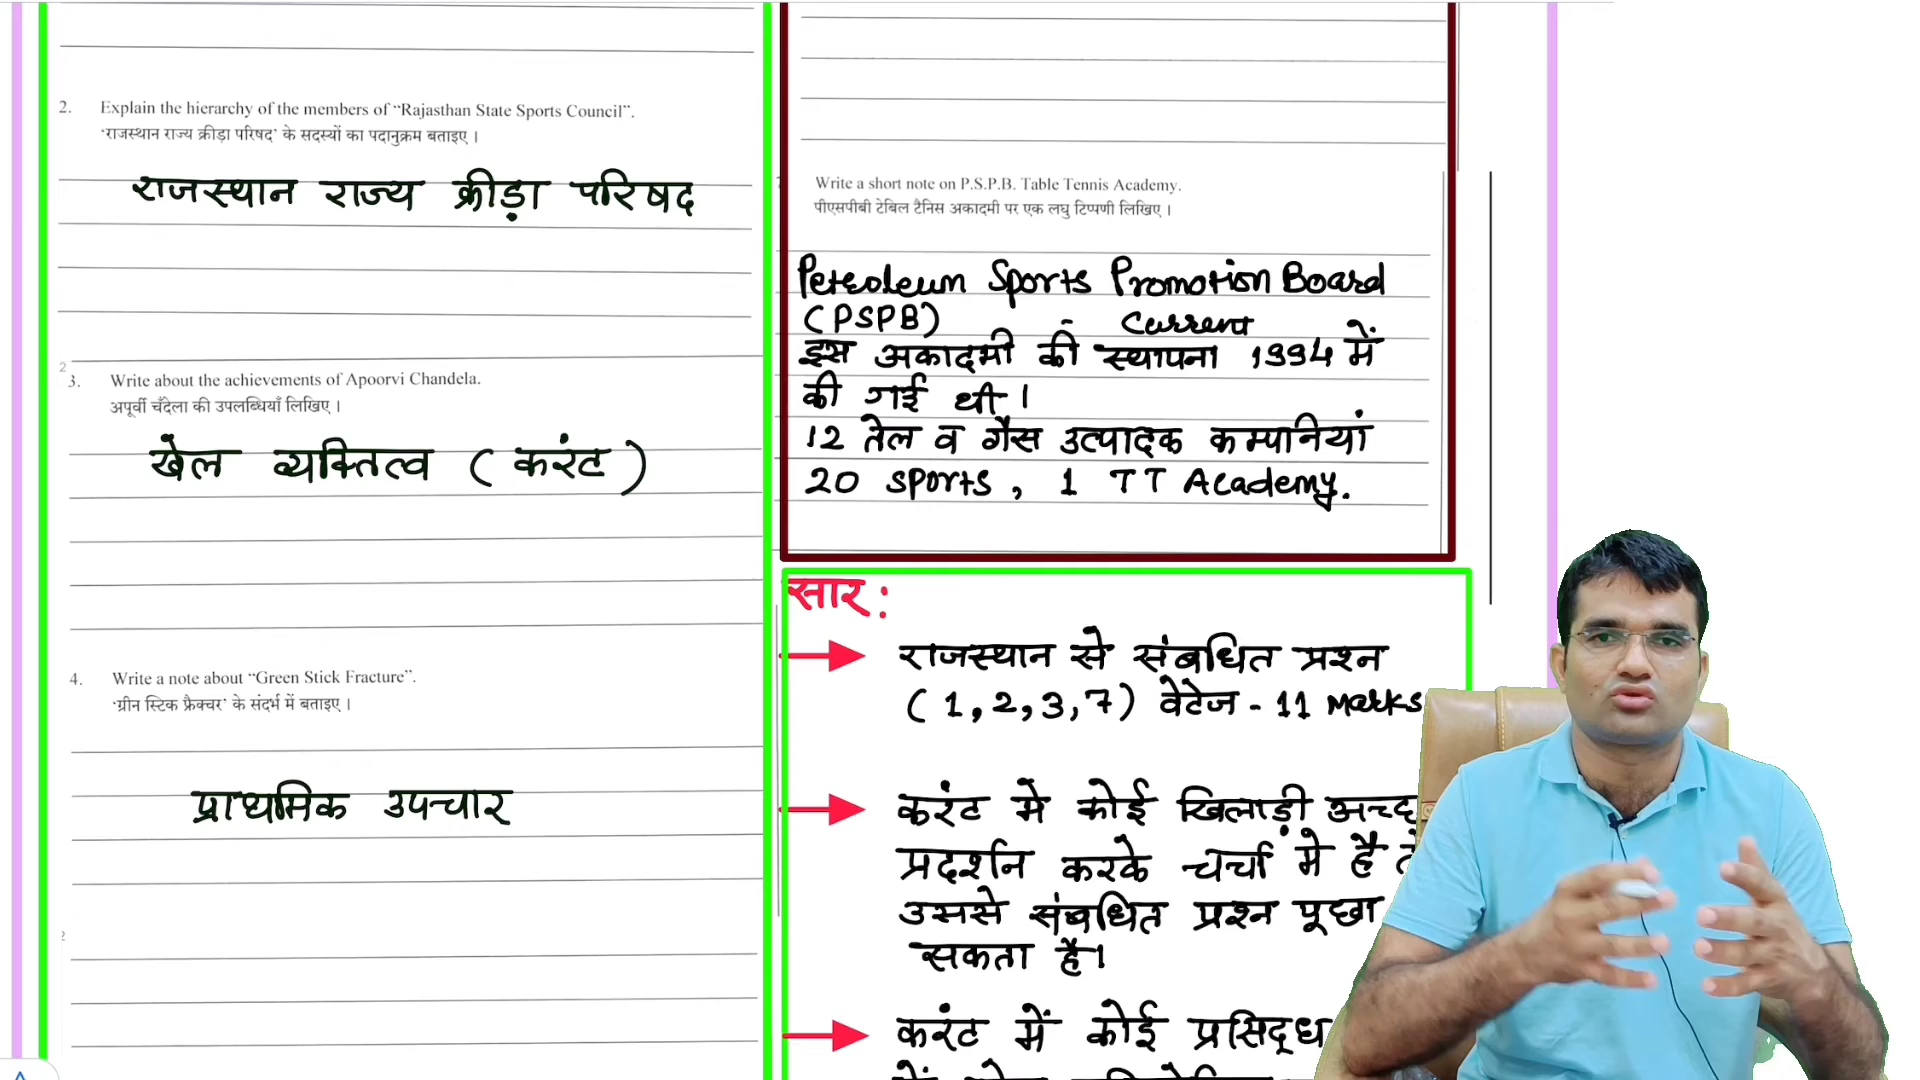 2. Explain the hierarchy of the members of “Rajasthan State Sports Council”.
'राजस्थान राज्य क्रीड़ा परिषद' के सदस्यों का पदानुक्रम बताइए ।
राजस्थान राज्य क्रीड़ा परिषद
2
3. Write about the achievements of Apoorvi Chandela.
अपूर्वी चँदेला की उपलब्धियाँ लिखिए ।
खेल व्यक्तित्व ( करंट )
4. Write a note about “Green Stick Fracture”.
'ग्रीन स्टिक फ्रैक्चर' के संदर्भ में बताइए ।
प्राथमिक उपचार
2
Write a short note on P.S.P.B. Table Tennis Academy.
पीएसपीबी टेबिल टैनिस अकादमी पर एक लघु टिप्पणी लिखिए ।
Petroleum Sports Promotion Board
(PSPB) - Current
इस अकादमी की स्थापना 1994 में
की गई थी ।
12 तेल व गैस उत्पादक कम्पानियां
20 sports, 1 TT Academy.
सार :
राजस्थान से संबधित प्रश्न
( 1, 2, 3, 7 ) वेटेज - 11 Marks
करंट मे कोई खिलाड़ी
प्रदर्शन करके चर्चा मे है
उससे संबधित प्रश्न पूछा
सकता है।
करंट में कोई प्रसिद्ध